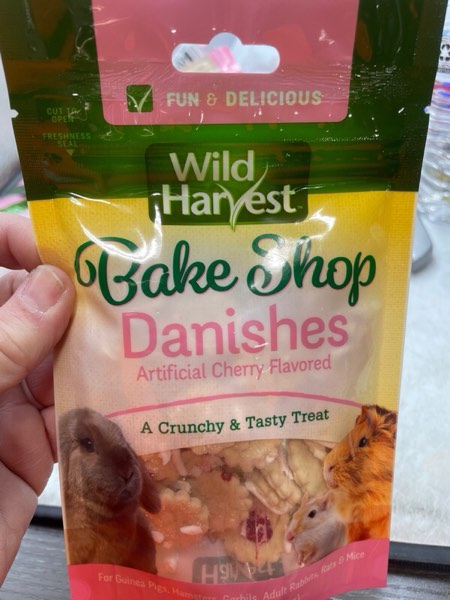 FUN & DELICIOUS
CUT TO
OPEN
FRESHNESS
SEAL
Wild
Harvest
Bake Shop
Danishes
Artificial Cherry Flavored
A Crunchy & Tasty Treat
For Guinea Pigs, Hamsters, Gerbils, Adult Rabbits, Rats & Mice